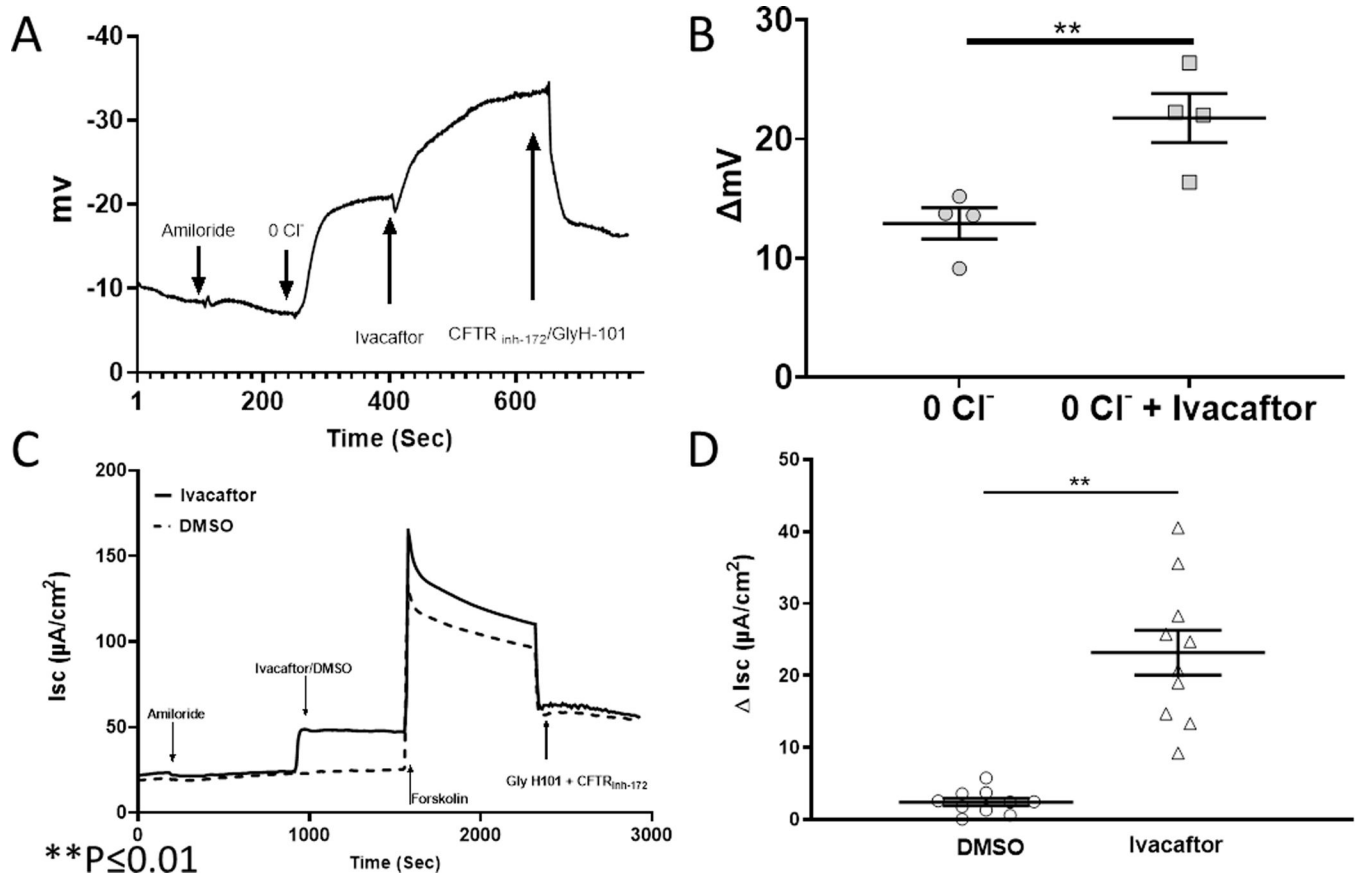 A
mv
-40
-30
-20
-10
0
Amiloride
0 Cl⁻
Ivacaftor
CFTR inh-172/GlyH-101
1
200
400
600
Time (Sec)
B
ΔmV
30
20
10
0
**
0 Cl⁻
0 Cl⁻ + Ivacaftor
C
Isc (µA/cm²)
200
150
100
50
0
Ivacaftor
DMSO
Amiloride
Ivacaftor/DMSO
Forskolin
Gly H101 + CFTRInh-172
0
1000
2000
3000
Time (Sec)
**P≤0.01
D
Δ Isc (µA/cm²)
50
40
30
20
10
0
**
DMSO
Ivacaftor